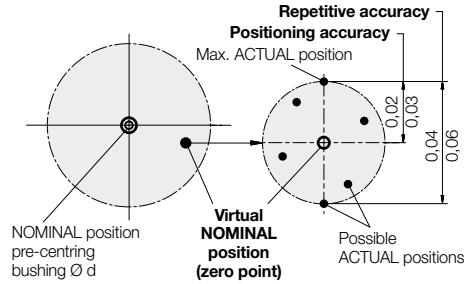 Repetitive accuracy
Positioning accuracy
Max. ACTUAL position
0,02
0,03
0,04
0,06
NOMINAL position
pre-centring
bushing Ø d
Virtual
NOMINAL
position
(zero point)
Possible
ACTUAL positions